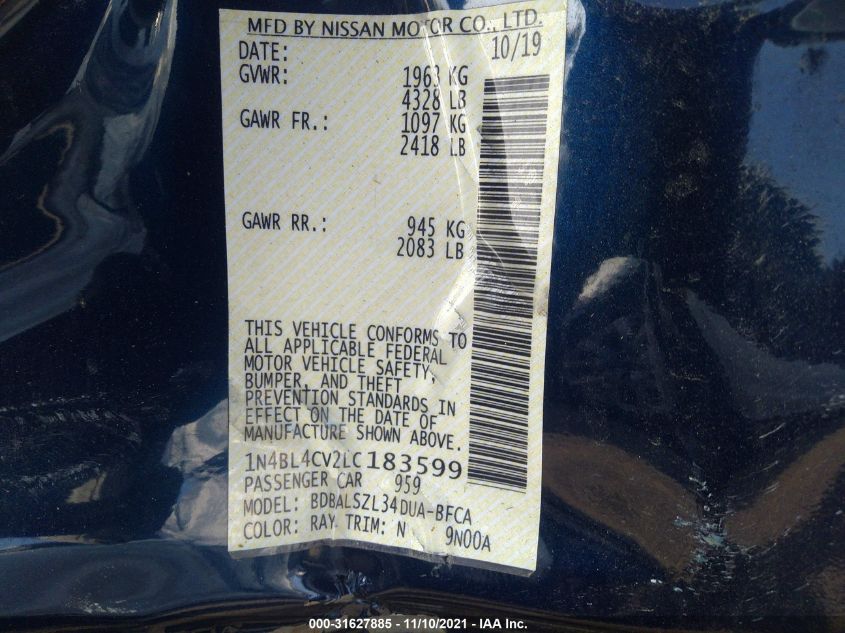 MFD BY NISSAN MOTOR CO., LTD.
DATE: 10/19
GVWR: 1963 KG
4328 LB
GAWR FR.: 1097 KG
2418 LB
GAWR RR.: 945 KG
2083 LB
THIS VEHICLE CONFORMS TO
ALL APPLICABLE FEDERAL
MOTOR VEHICLE SAFETY,
BUMPER, AND THEFT
PREVENTION STANDARDS IN
EFFECT ON THE DATE OF
MANUFACTURE SHOWN ABOVE.
1N4BL4CV2LC183599
PASSENGER CAR 959
MODEL: BDBALSZL34DUA-BFCA
COLOR: RAY TRIM: N 9N00A
000-31627885 - 11/10/2021 - IAA Inc.